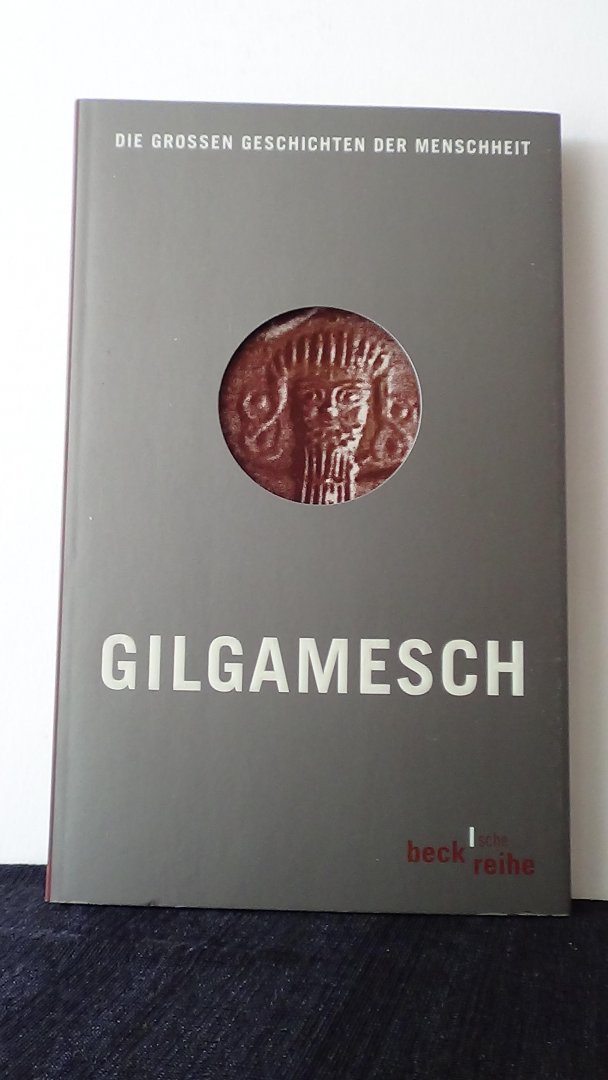 DIE GROSSEN GESCHICHTEN DER MENSCHHEIT
GILGAMESCH
beck'sche
reihe